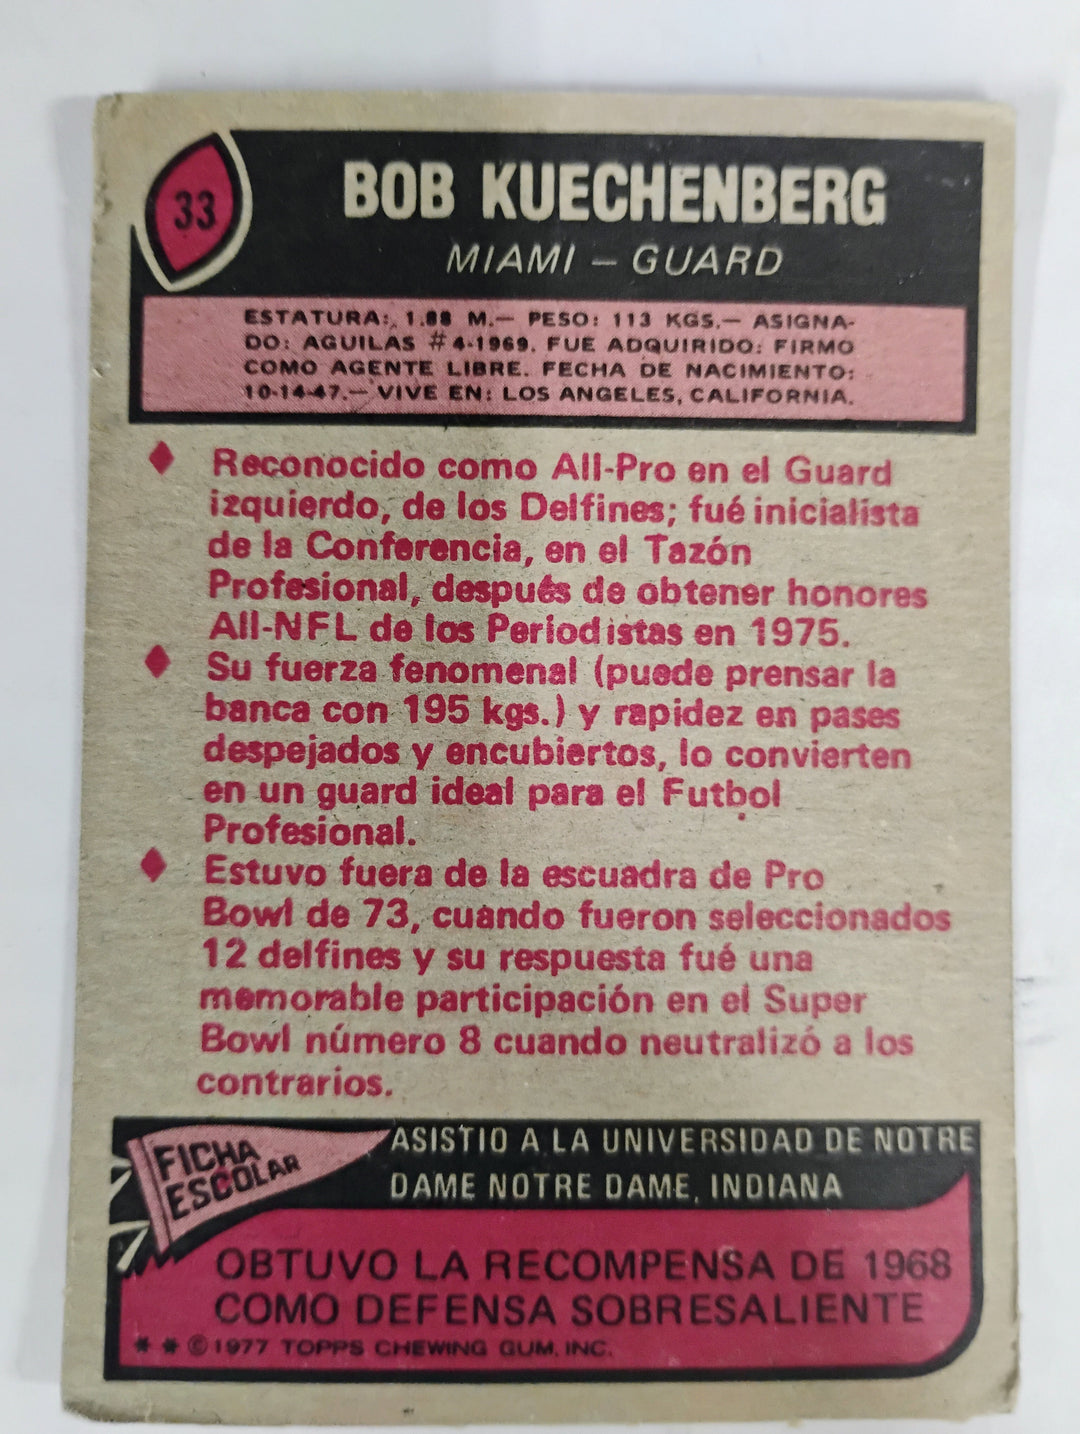 33
BOB KUECHENBERG
MIAMI – GUARD
ESTATURA: 1.88 M.— PESO: 113 KGS.— ASIGNA-
DO: AGUILAS #4-1969. FUE ADQUIRIDO: FIRMO
COMO AGENTE LIBRE. FECHA DE NACIMIENTO:
10-14-47.— VIVE EN: LOS ANGELES, CALIFORNIA.
Reconocido como All-Pro en el Guard
izquierdo, de los Delfines; fué inicialista
de la Conferencia, en el Tazón
Profesional, después de obtener honores
All-NFL de los Periodistas en 1975.
Su fuerza fenomenal (puede prensar la
banca con 195 kgs.) y rapidez en pases
despejados y encubiertos, lo convierten
en un guard ideal para el Futbol
Profesional.
Estuvo fuera de la escuadra de Pro
Bowl de 73, cuando fueron seleccionados
12 delfines y su respuesta fué una
memorable participación en el Super
Bowl número 8 cuando neutralizó a los
contrarios.
FICHA
ESCOLAR
ASISTIO A LA UNIVERSIDAD DE NOTRE
DAME NOTRE DAME, INDIANA
OBTUVO LA RECOMPENSA DE 1968
COMO DEFENSA SOBRESALIENTE
* * © 1977 TOPPS CHEWING GUM, INC.